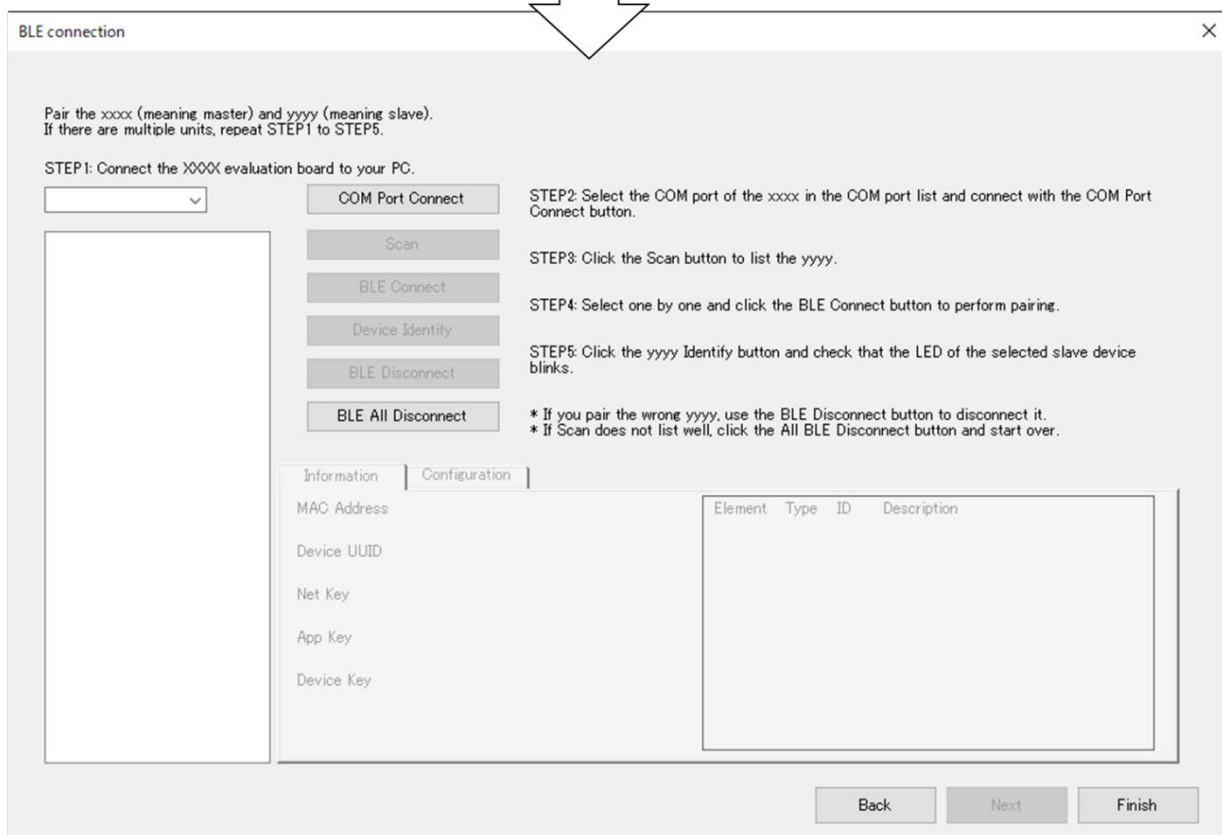 BLE connection
Pair the xxxx (meaning master) and yyyy (meaning slave).
If there are multiple units, repeat STEP1 to STEP5.
STEP1: Connect the XXXX evaluation board to your PC.
COM Port Connect
STEP2: Select the COM port of the xxxx in the COM port list and connect with the COM Port
Connect button.
Scan
STEP3: Click the Scan button to list the yyyy.
BLE Connect
STEP4: Select one by one and click the BLE Connect button to perform pairing.
Device Identify
STEP5: Click the yyyy Identify button and check that the LED of the selected slave device
blinks.
BLE Disconnect
BLE All Disconnect
* If you pair the wrong yyyy, use the BLE Disconnect button to disconnect it.
* If Scan does not list well, click the All BLE Disconnect button and start over.
Information Configuration
MAC Address
Device UUID
Net Key
App Key
Device Key
Element Type ID Description
Back Next Finish